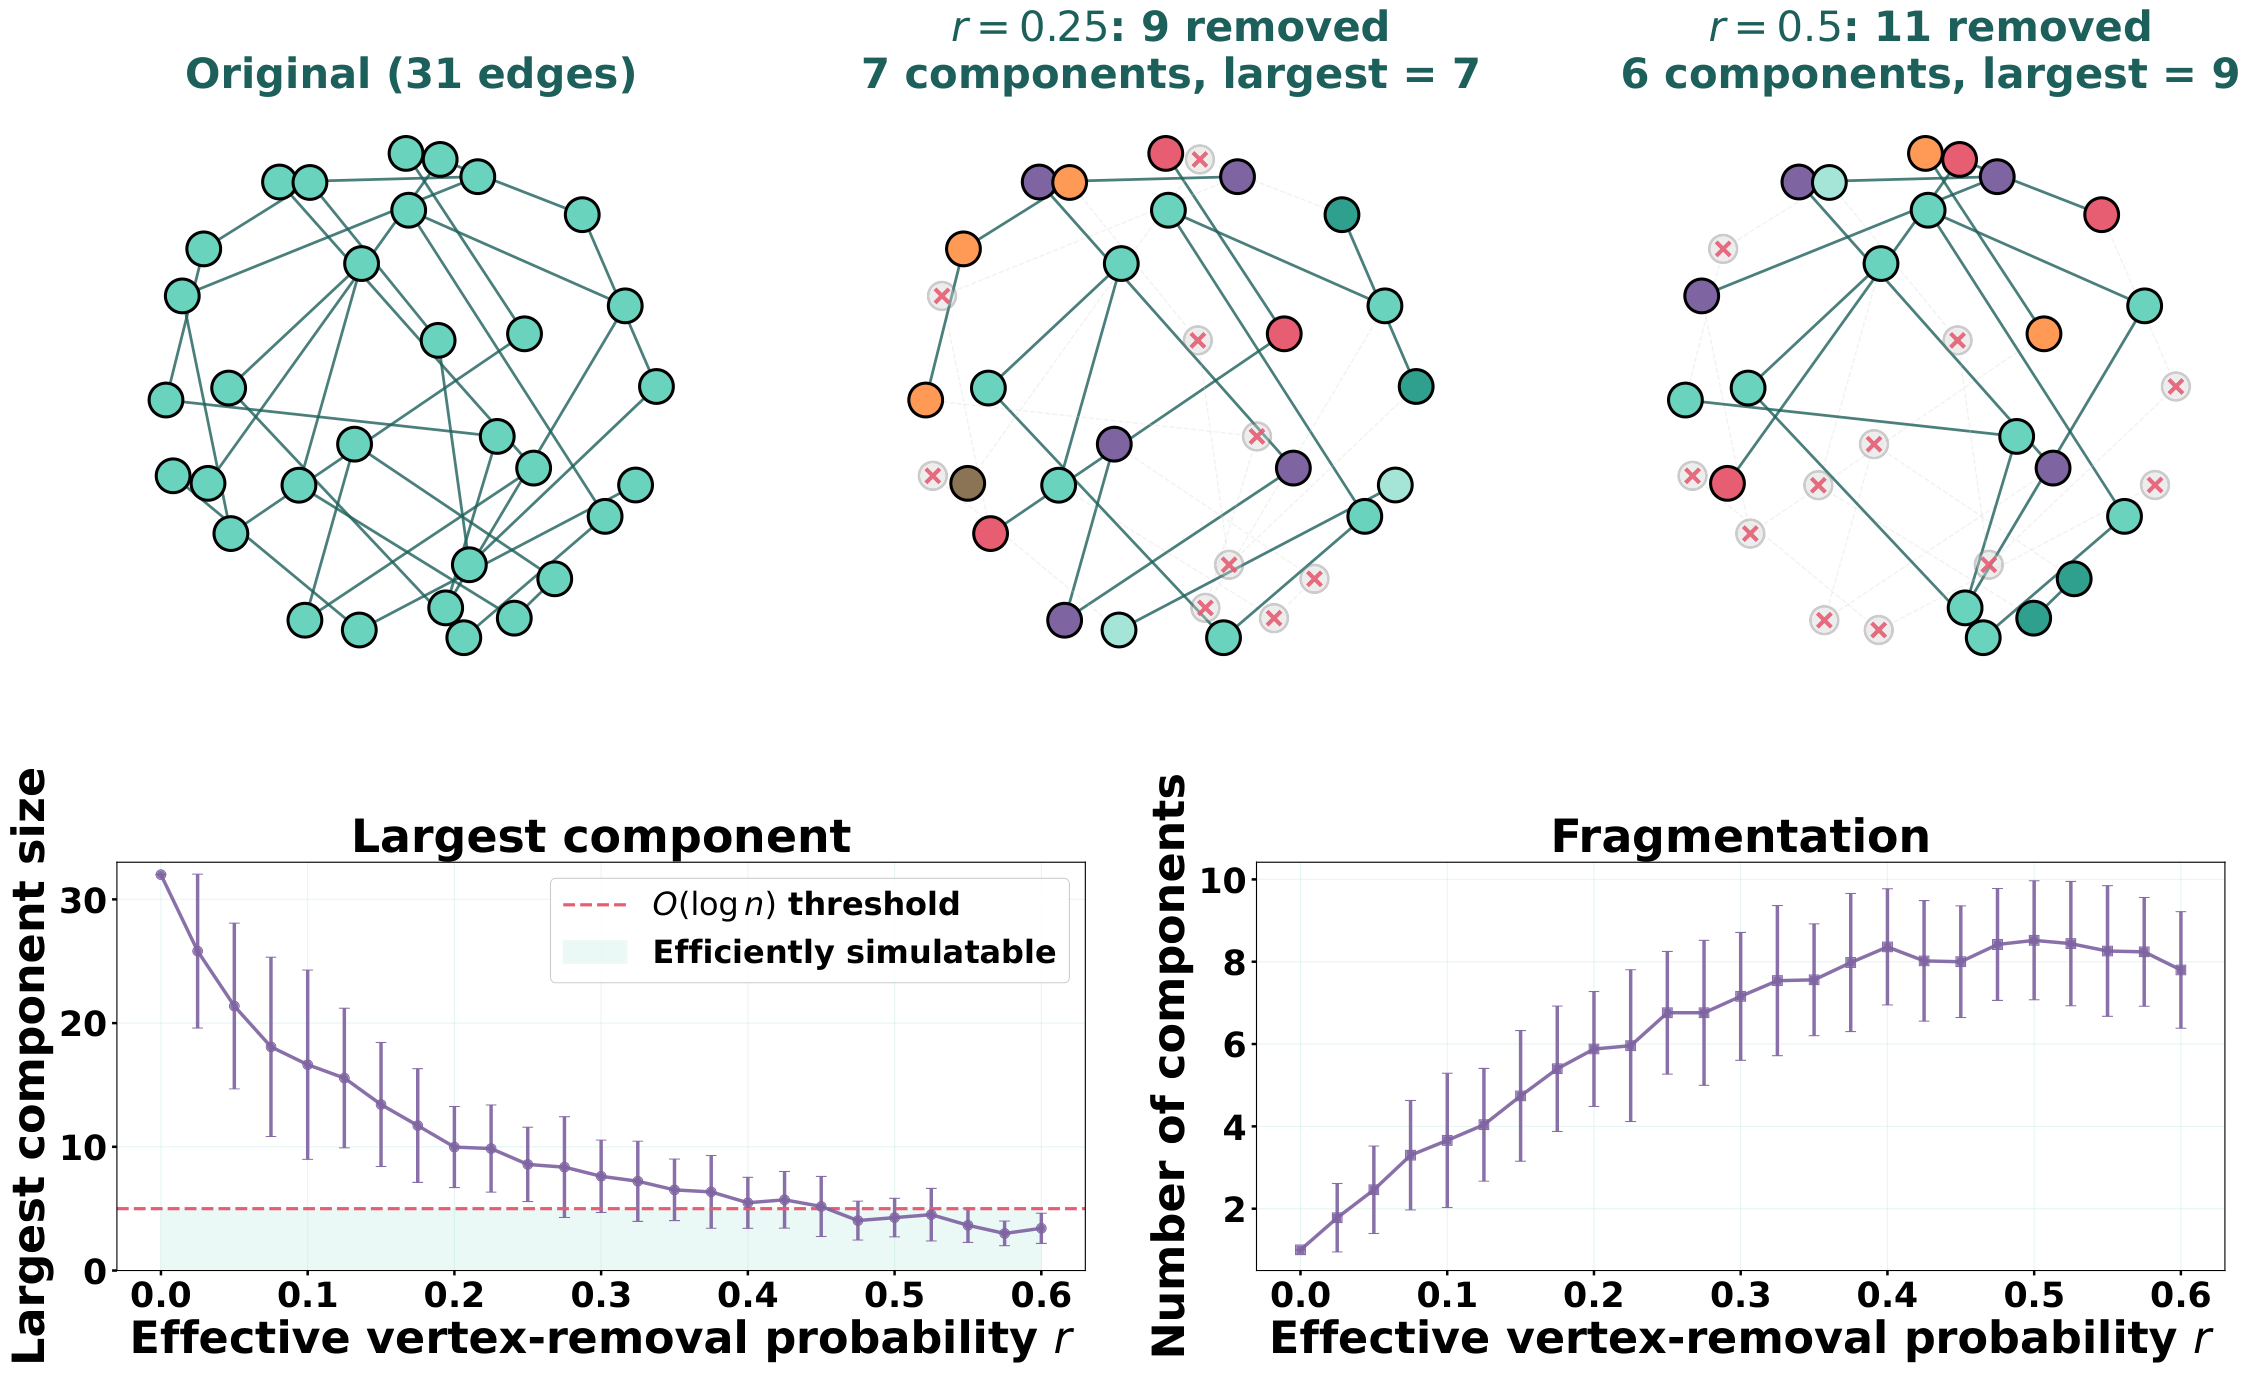 Original (31 edges)
r = 0.25: 9 removed
7 components, largest = 7
r = 0.5: 11 removed
6 components, largest = 9
Largest component
Largest component size
30
20
10
0
O(log n) threshold
Efficiently simulatable
0.0 0.1 0.2 0.3 0.4 0.5 0.6
Effective vertex-removal probability r
Fragmentation
Number of components
10
8
6
4
2
0.0 0.1 0.2 0.3 0.4 0.5 0.6
Effective vertex-removal probability r